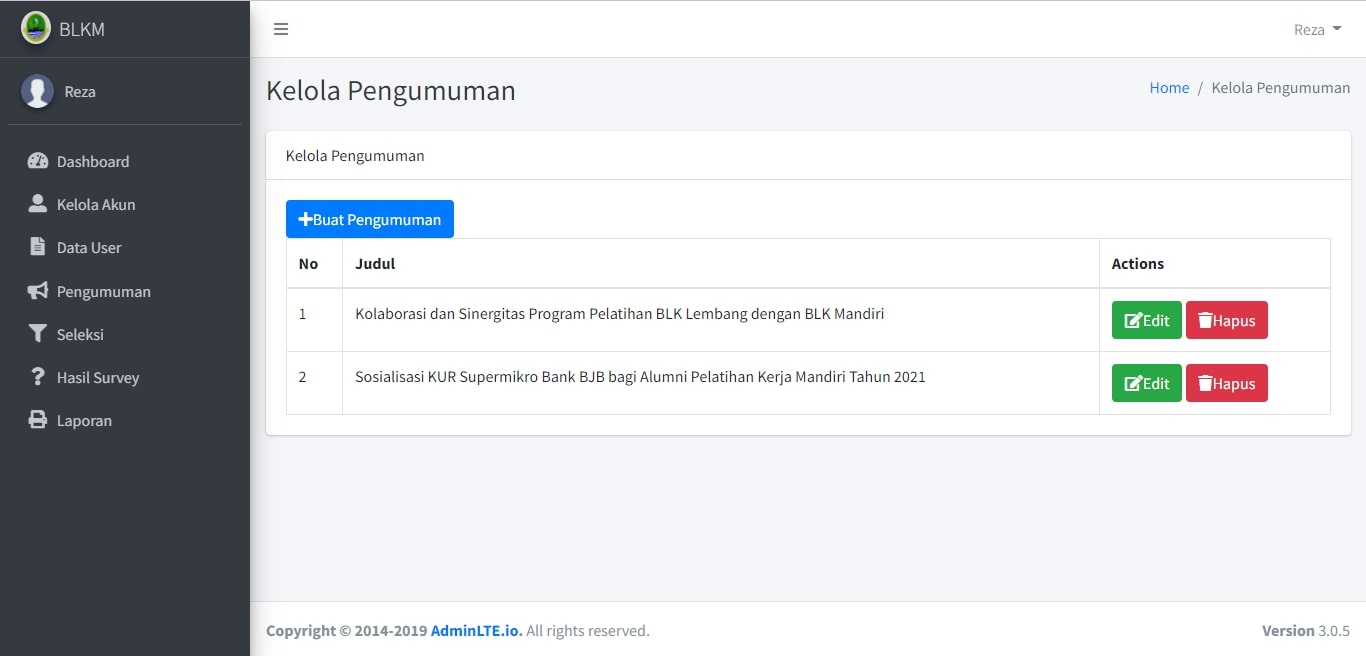 BLKM
Reza
Reza
Dashboard
Kelola Akun
Data User
Pengumuman
Seleksi
Hasil Survey
Laporan
Kelola Pengumuman
Home / Kelola Pengumuman
Kelola Pengumuman
Buat Pengumuman
No Judul Actions
1 Kolaborasi dan Sinergitas Program Pelatihan BLK Lembang dengan BLK Mandiri Edit Hapus
2 Sosialisasi KUR Supermikro Bank BJB bagi Alumni Pelatihan Kerja Mandiri Tahun 2021 Edit Hapus
Copyright © 2014-2019 AdminLTE.io. All rights reserved. Version 3.0.5